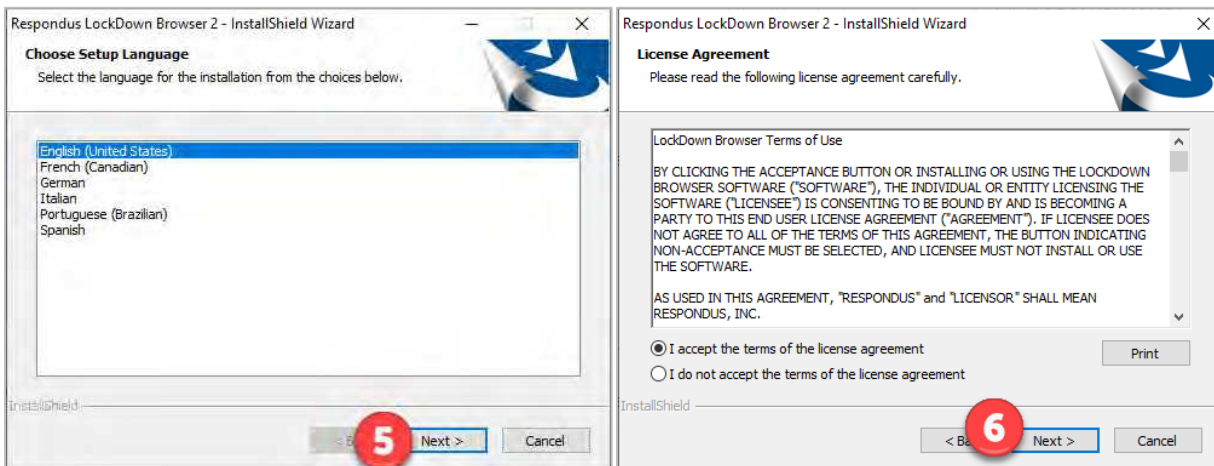 Respondus LockDown Browser 2 - InstallShield Wizard
Choose Setup Language
Select the language for the installation from the choices below.
English (United States)
French (Canadian)
German
Italian
Portuguese (Brazilian)
Spanish
InstallShield
5
Next >
Cancel
Respondus LockDown Browser 2 - InstallShield Wizard
License Agreement
Please read the following license agreement carefully.
LockDown Browser Terms of Use
BY CLICKING THE ACCEPTANCE BUTTON OR INSTALLING OR USING THE LOCKDOWN
BROWSER SOFTWARE ("SOFTWARE"), THE INDIVIDUAL OR ENTITY LICENSING THE
SOFTWARE ("LICENSEE") IS CONSENTING TO BE BOUND BY AND IS BECOMING A
PARTY TO THIS END USER LICENSE AGREEMENT ("AGREEMENT"). IF LICENSEE DOES
NOT AGREE TO ALL OF THE TERMS OF THIS AGREEMENT, THE BUTTON INDICATING
NON-ACCEPTANCE MUST BE SELECTED, AND LICENSEE MUST NOT INSTALL OR USE
THE SOFTWARE.
AS USED IN THIS AGREEMENT, "RESPONDUS" and "LICENSOR" SHALL MEAN
RESPONDUS, INC.
I accept the terms of the license agreement
Print
I do not accept the terms of the license agreement
InstallShield
6
Next >
Cancel